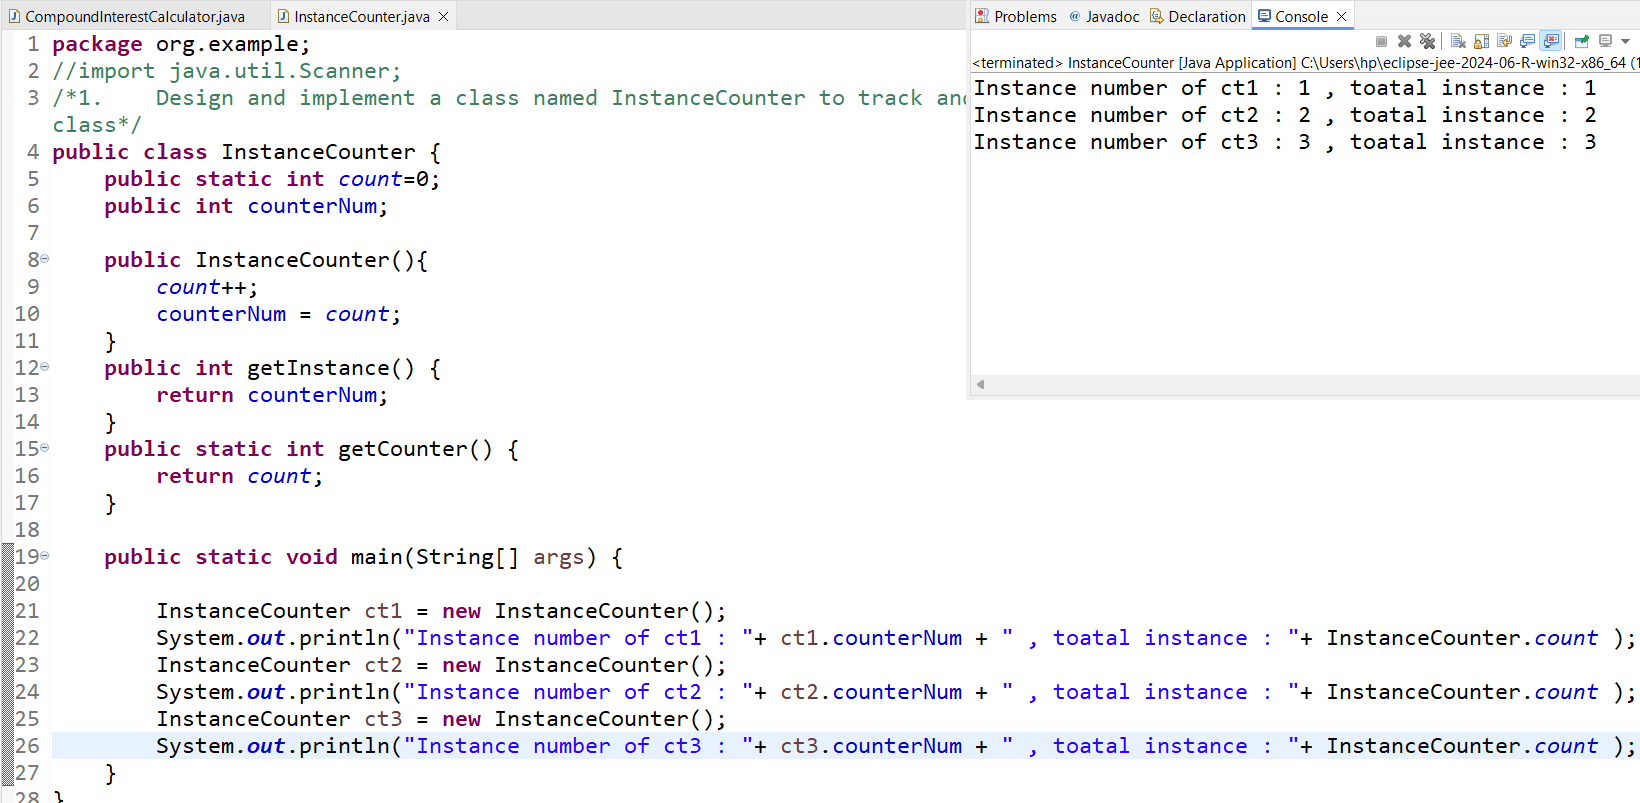 CompoundInterestCalculator.java
InstanceCounter.java
1 package org.example;
2 //import java.util.Scanner;
3 /*1.    Design and implement a class named InstanceCounter to track and
class*/
4 public class InstanceCounter {
5     public static int count=0;
6     public int counterNum;
7
8     public InstanceCounter(){
9         count++;
10         counterNum = count;
11     }
12     public int getInstance() {
13         return counterNum;
14     }
15     public static int getCounter() {
16         return count;
17     }
18
19     public static void main(String[] args) {
20
21         InstanceCounter ct1 = new InstanceCounter();
22         System.out.println("Instance number of ct1 : "+ ct1.counterNum + " , toatal instance : "+ InstanceCounter.count );
23         InstanceCounter ct2 = new InstanceCounter();
24         System.out.println("Instance number of ct2 : "+ ct2.counterNum + " , toatal instance : "+ InstanceCounter.count );
25         InstanceCounter ct3 = new InstanceCounter();
26         System.out.println("Instance number of ct3 : "+ ct3.counterNum + " , toatal instance : "+ InstanceCounter.count );
27     }
28 }
Problems @ Javadoc Declaration Console
<terminated> InstanceCounter [Java Application] C:\Users\hp\eclipse-jee-2024-06-R-win32-x86_64 (1
Instance number of ct1 : 1 , toatal instance : 1
Instance number of ct2 : 2 , toatal instance : 2
Instance number of ct3 : 3 , toatal instance : 3